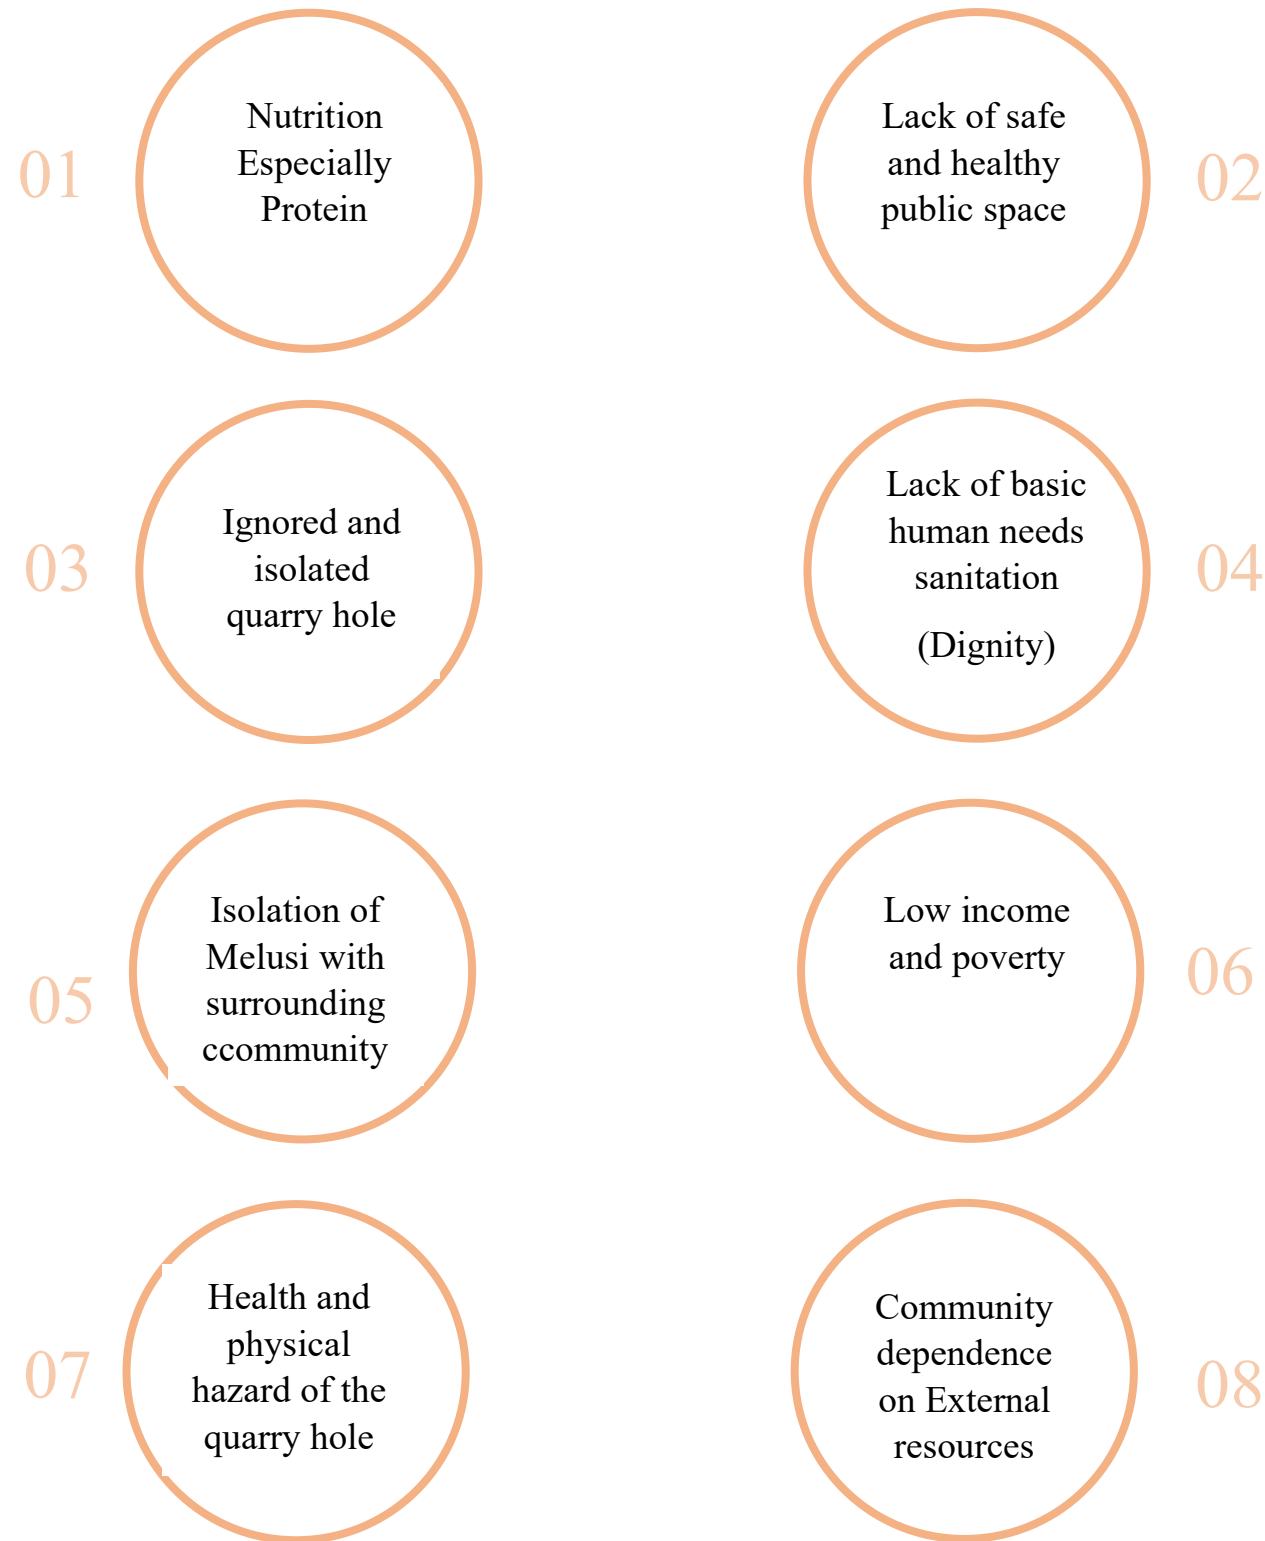 01
Nutrition
Especially
Protein
Lack of safe
and healthy
public space
02
03
Ignored and
isolated
quarry hole
Lack of basic
human needs
sanitation
(Dignity)
04
05
Isolation of
Melusi with
surrounding
ccommunity
Low income
and poverty
06
07
Health and
physical
hazard of the
quarry hole
Community
dependence
on External
resources
08